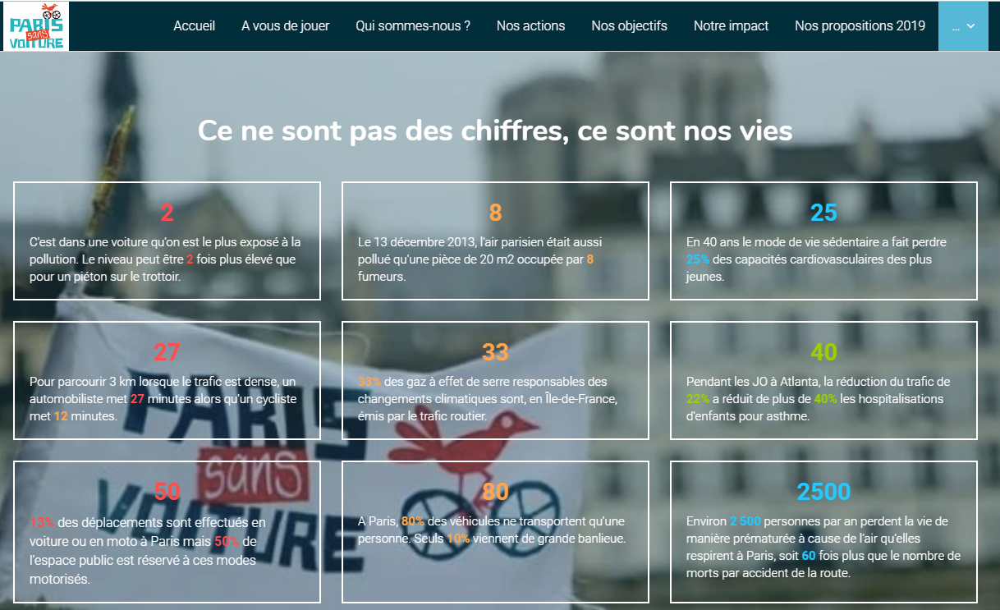 PARIS
sans
VOITURE
Accueil
A vous de jouer
Qui sommes-nous ?
Nos actions
Nos objectifs
Notre impact
Nos propositions 2019
...
Ce ne sont pas des chiffres, ce sont nos vies
2
C'est dans une voiture qu'on est le plus exposé à la
pollution. Le niveau peut être 2 fois plus élevé que
pour un piéton sur le trottoir.
8
Le 13 décembre 2013, l'air parisien était aussi
pollué qu'une pièce de 20 m2 occupée par 8
fumeurs.
25
En 40 ans le mode de vie sédentaire a fait perdre
25% des capacités cardiovasculaires des plus
jeunes.
27
Pour parcourir 3 km lorsque le trafic est dense, un
automobiliste met 27 minutes alors qu'un cycliste
met 12 minutes.
33
33% des gaz à effet de serre responsables des
changements climatiques sont, en Île-de-France,
émis par le trafic routier.
40
Pendant les JO à Atlanta, la réduction du trafic de
22% a réduit de plus de 40% les hospitalisations
d'enfants pour asthme.
50
13% des déplacements sont effectués en
voiture ou en moto à Paris mais 50% de
l'espace public est réservé à ces modes
motorisés.
80
A Paris, 80% des véhicules ne transportent qu'une
personne. Seuls 10% viennent de grande banlieue.
2500
Environ 2 500 personnes par an perdent la vie de
manière prématurée à cause de l'air qu'elles
respirent à Paris, soit 60 fois plus que le nombre de
morts par accident de la route.
PARIS
sans
VOITURE